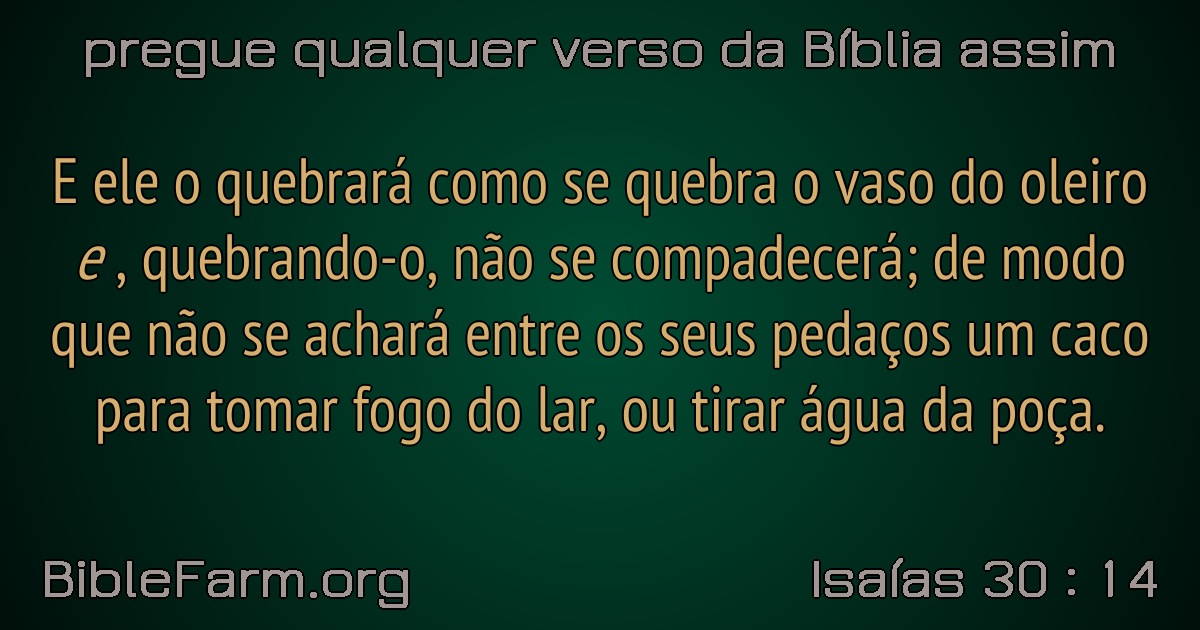 pregue qualquer verso da Bíblia assim
E ele o quebrará como se quebra o vaso do oleiro
e , quebrando-o, não se compadecerá; de modo
que não se achará entre os seus pedaços um caco
para tomar fogo do lar, ou tirar água da poça.
BibleFarm.org
Isaías 30 : 14